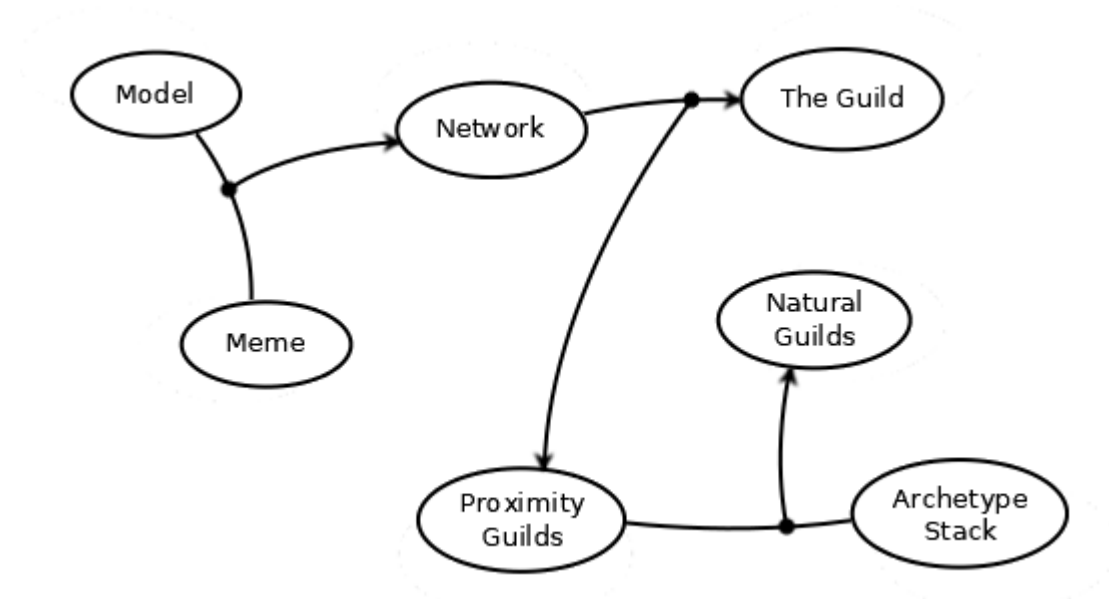 Model
Network
The Guild
Meme
Natural
Guilds
Proximity
Guilds
Archetype
Stack